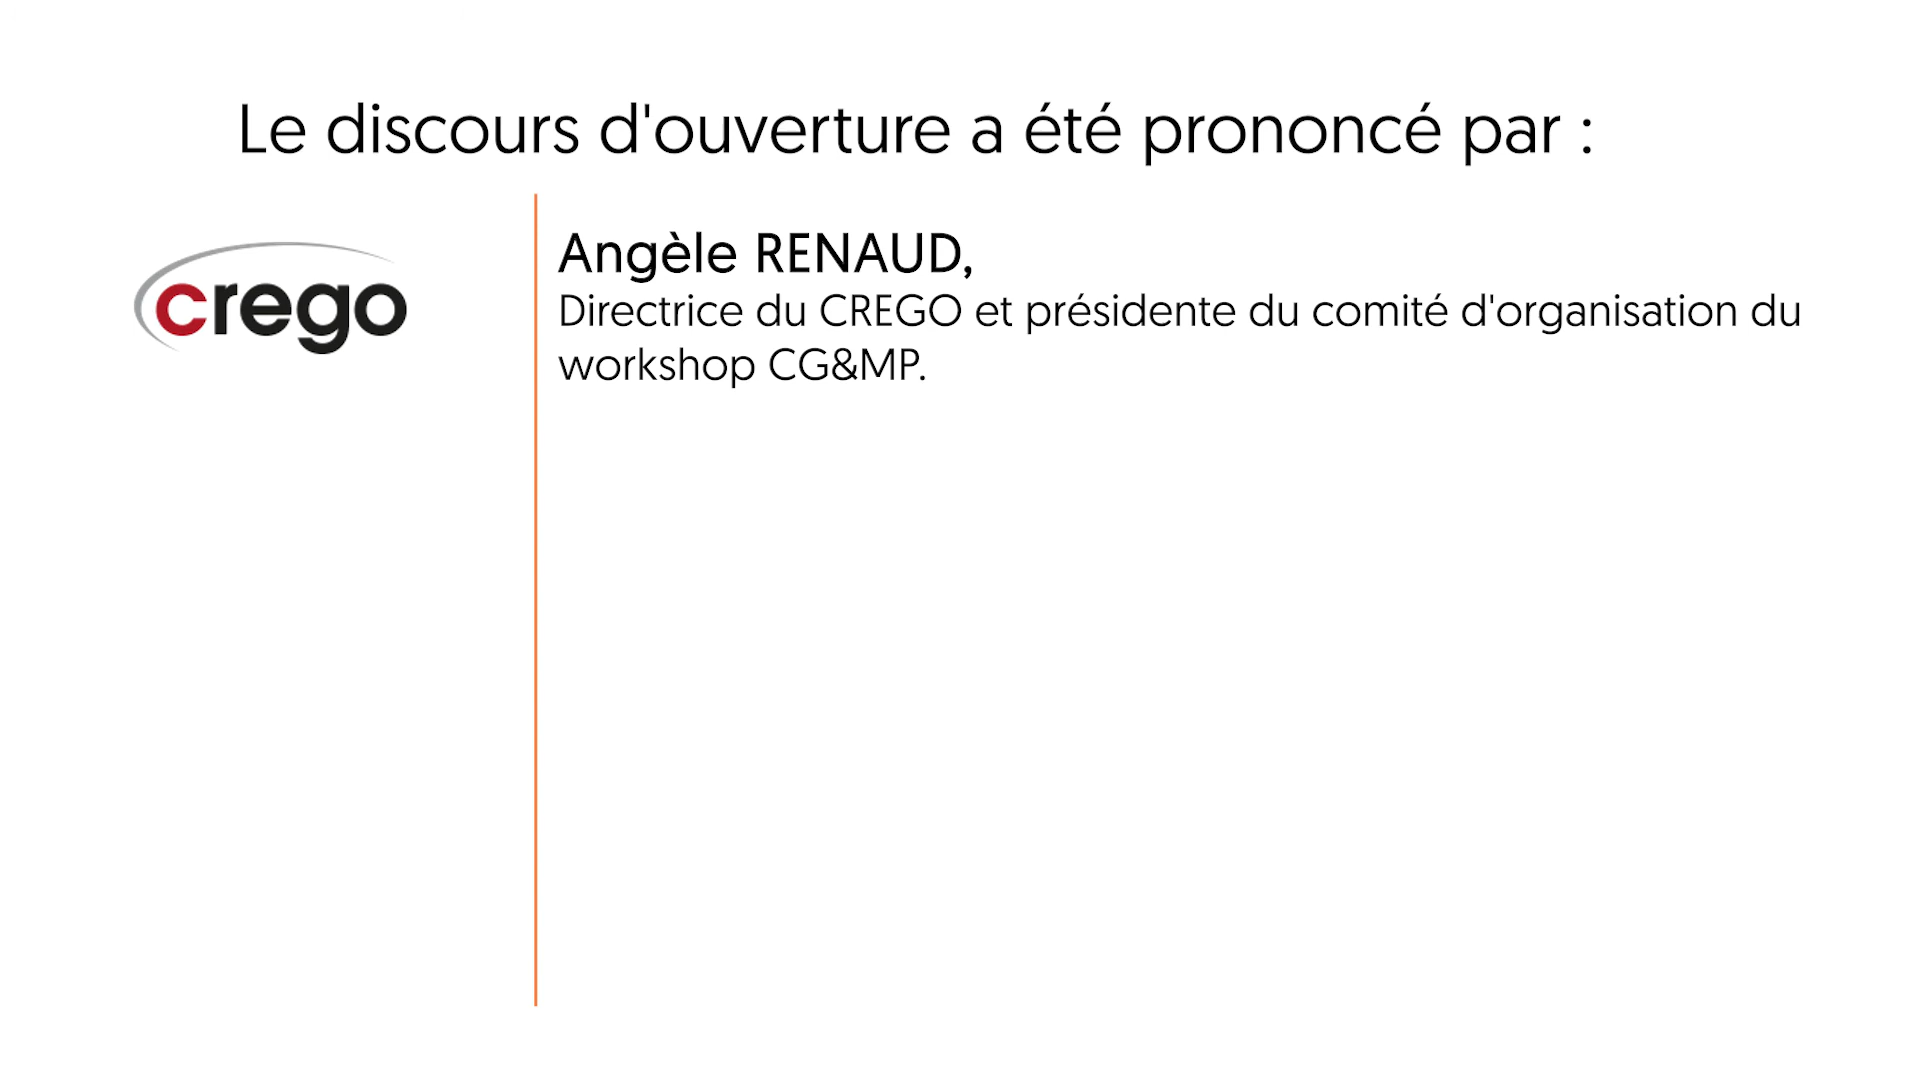 Le discours d'ouverture a été prononcé par :
crego
Angèle RENAUD,
Directrice du CREGO et présidente du comité d'organisation du
workshop CG&MP.